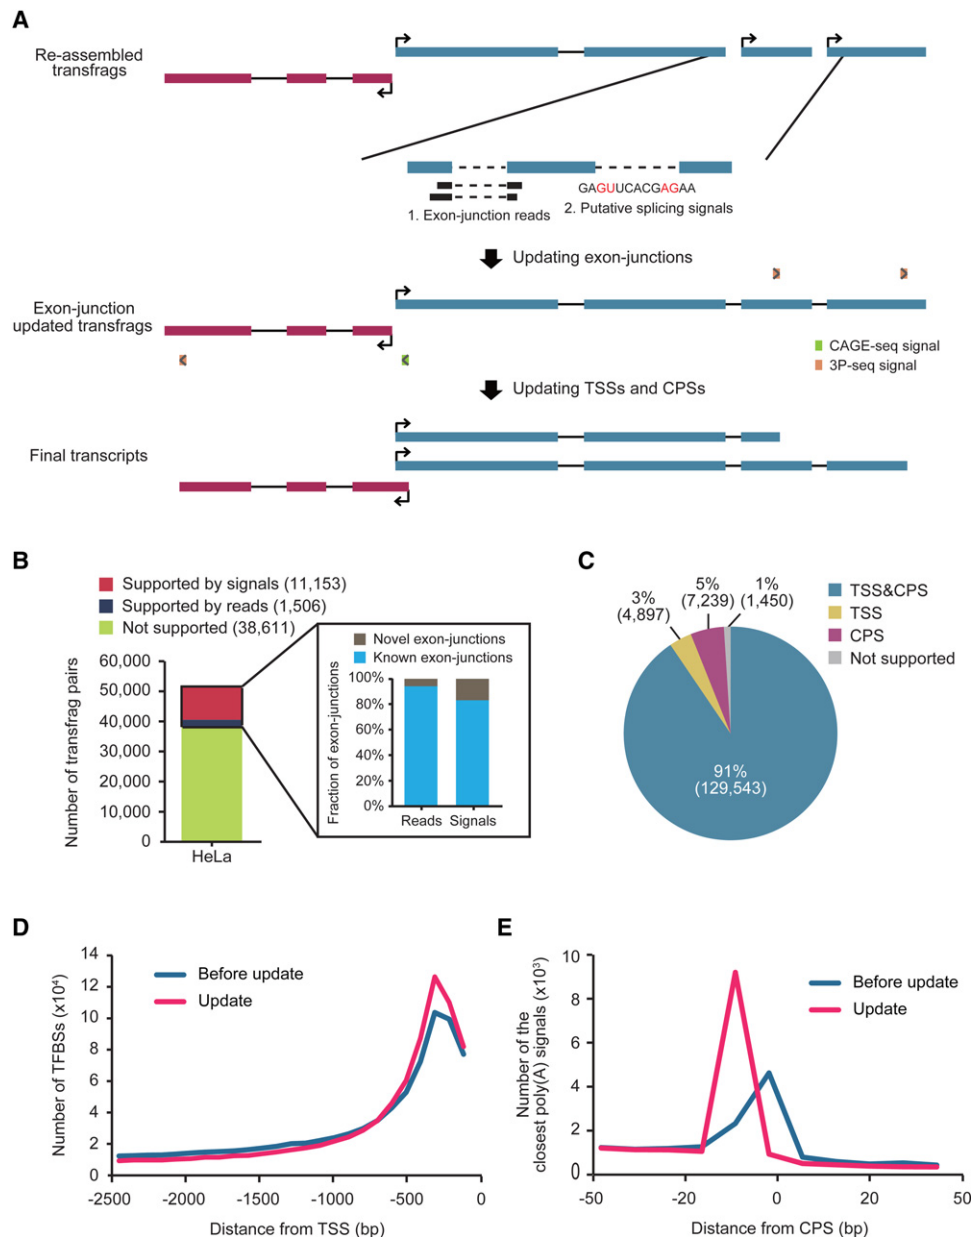 A
Re-assembled
transfrags
GAGUUCACGAGAA
1. Exon-junction reads
2. Putative splicing signals
Updating exon-junctions
Exon-junction
updated transfrags
CAGE-seq signal
3P-seq signal
Updating TSSs and CPSs
Final transcripts
B
Supported by signals (11,153)
Supported by reads (1,506)
Not supported (38,611)
Number of transfrag pairs
60,000
50,000
40,000
30,000
20,000
10,000
0
HeLa
Novel exon-junctions
Known exon-junctions
Fraction of exon-junctions
100%
80%
60%
40%
20%
0%
Reads
Signals
C
3%
(4,897)
5%
(7,239)
1%
(1,450)
91%
(129,543)
TSS&CPS
TSS
CPS
Not supported
D
Number of TFBSs (x10⁴)
14
12
10
8
6
4
2
0
Before update
Update
-2500
-2000
-1500
-1000
-500
0
Distance from TSS (bp)
E
Number of the
closest poly(A) signals (x10³)
10
8
6
4
2
0
Before update
Update
-50
-20
0
20
50
Distance from CPS (bp)